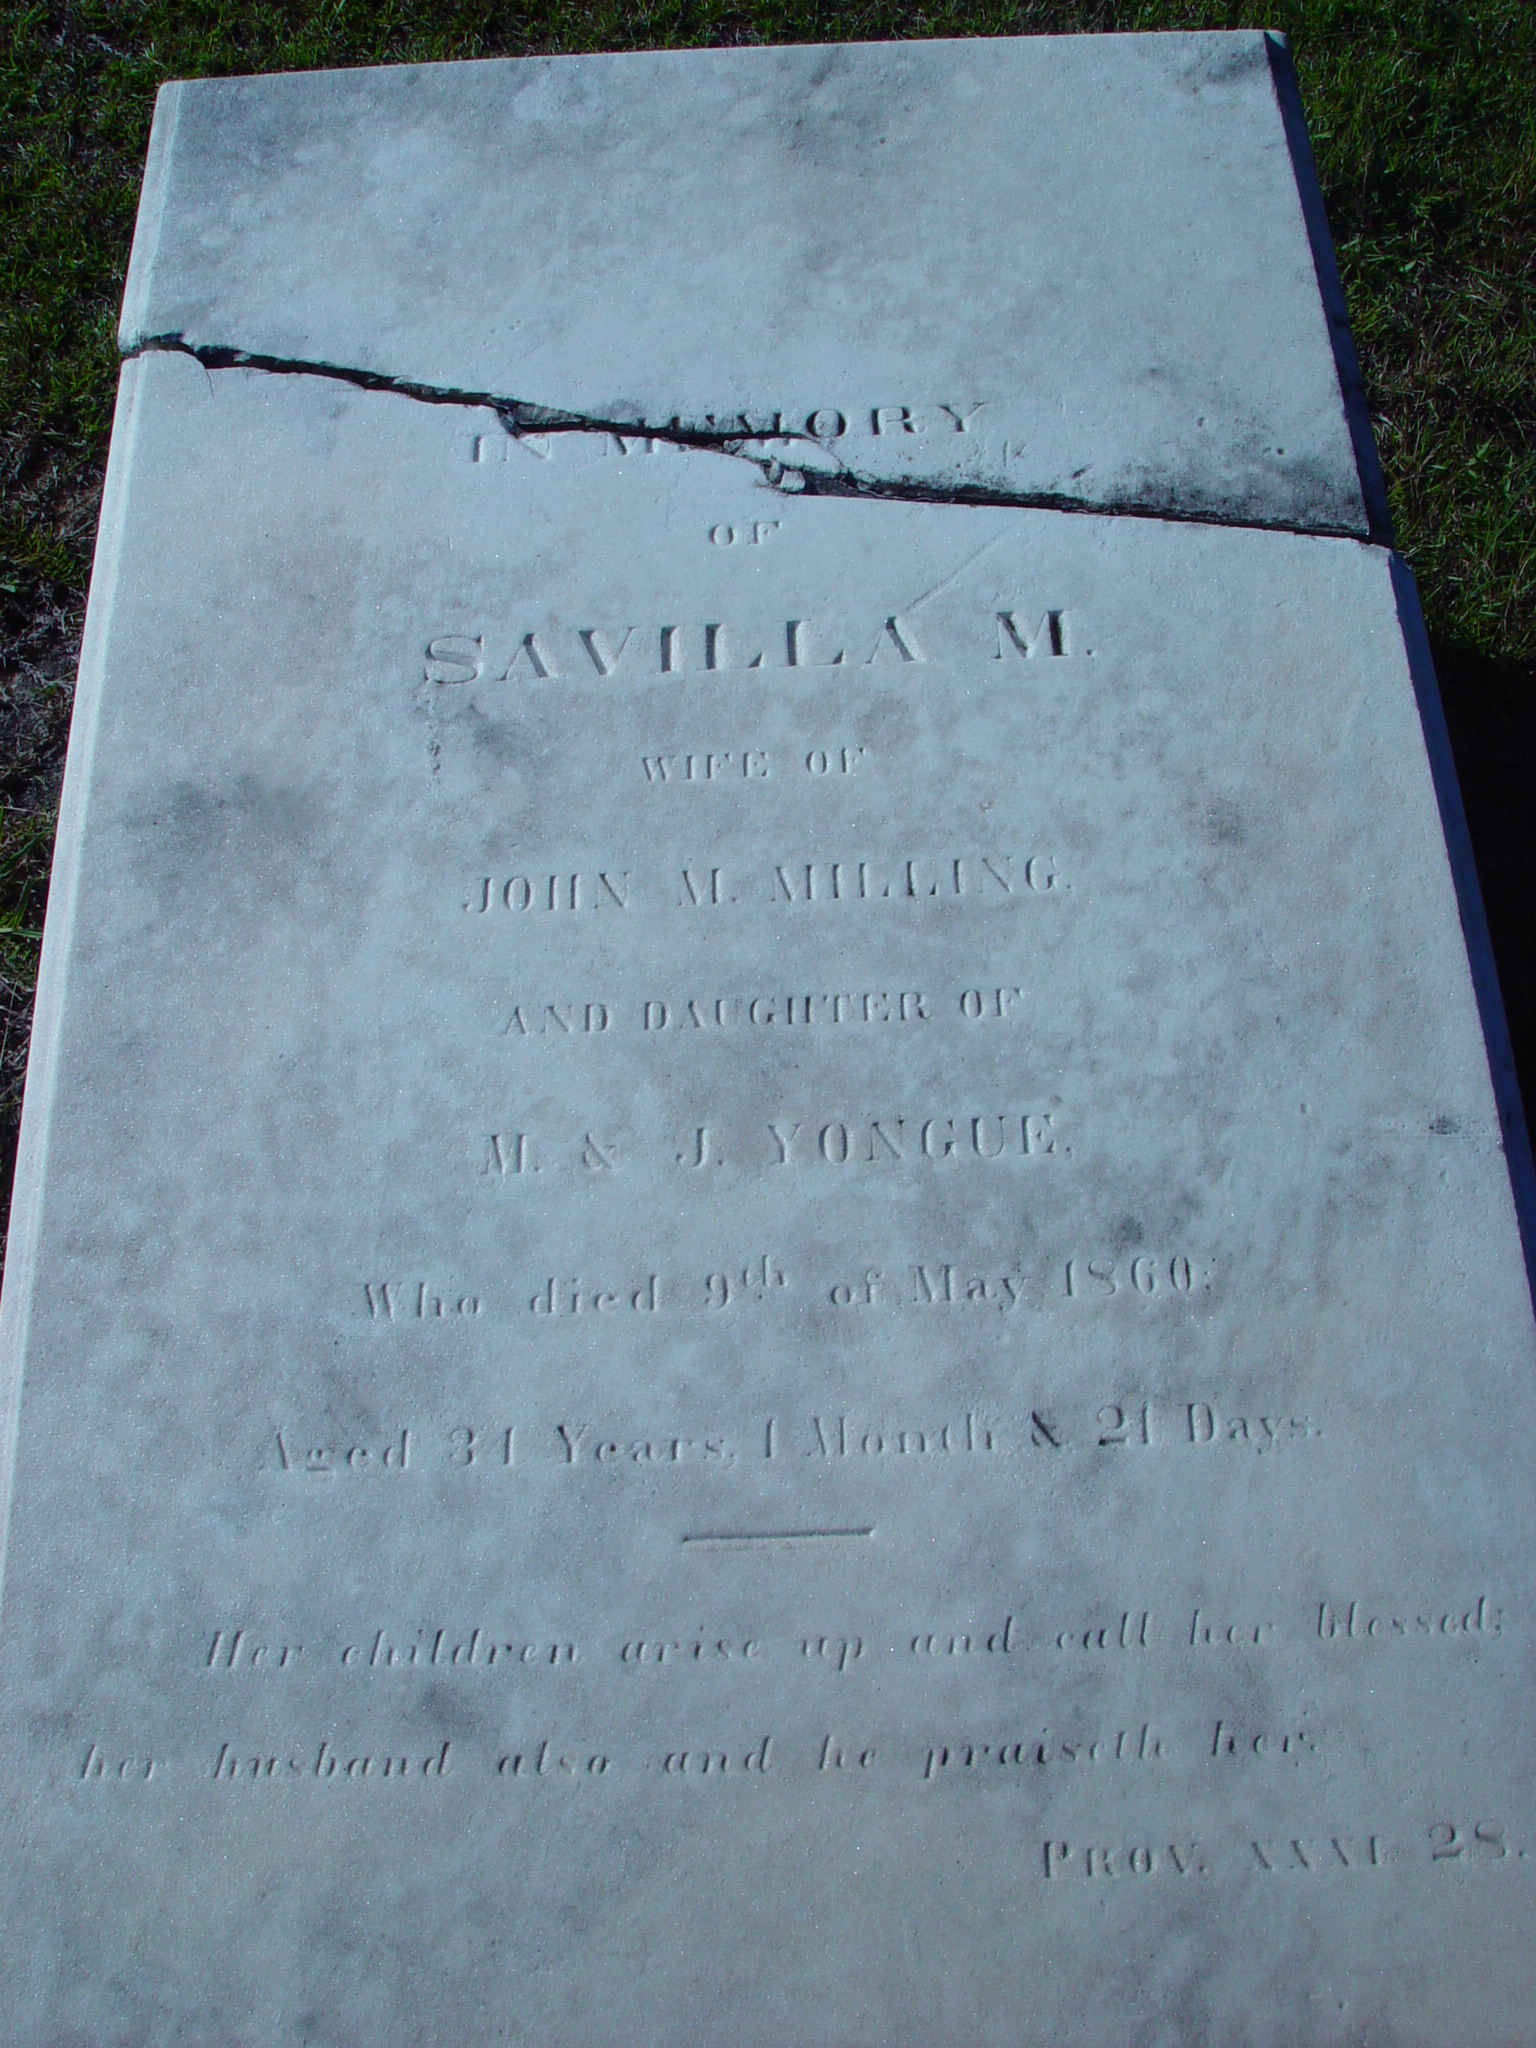 IN MEMORY
OF
SAVILLA M.
WIFE OF
JOHN M. MILLING.
AND DAUGHTER OF
M. & J. YONGUE,
Who died 9th of May 1860;
Aged 31 Years, 1 Month & 21 Days.
Her children arise up and call her blessed;
her husband also and he praiseth her.
PROV. XXXI. 28.